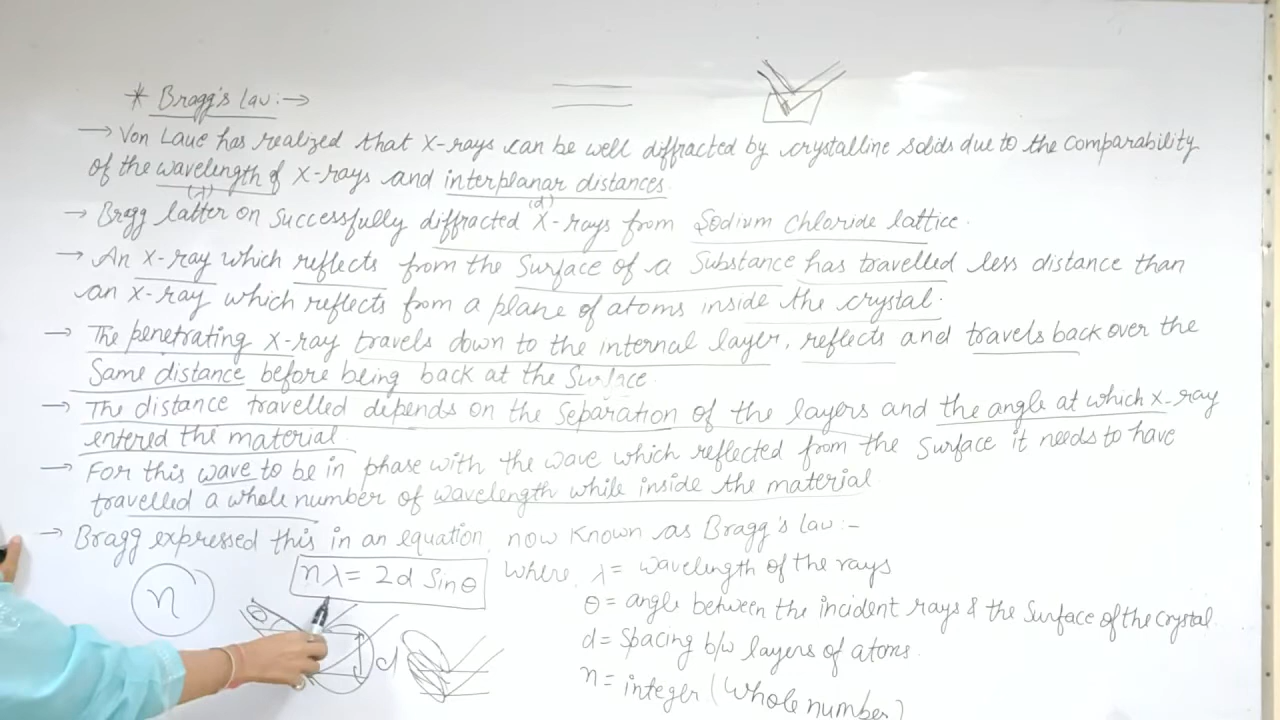 * Bragg's Law:→
→ Von Laue has realized that X-rays can be well diffracted by crystalline solids due to the comparability
of the wavelength of X-rays and interplanar distances.
(λ) (d)
→ Bragg latter on successfully diffracted X-rays from Sodium Chloride lattice.
→ An X-ray which reflects from the Surface of a Substance has travelled less distance than
an X-ray which reflects from a plane of atoms inside the crystal.
→ The penetrating X-ray travels down to the internal layer, reflects and travels back over the
Same distance before being back at the Surface.
→ The distance travelled depends on the Separation of the layers and the angle at which X-ray
entered the material.
→ For this wave to be in phase with the wave which reflected from the Surface it needs to have
travelled a whole number of wavelength while inside the material
→ Bragg expressed this in an equation, now known as Bragg's Law:-
nλ = 2d Sinθ where, λ = wavelength of the rays
θ = angle between the incident rays & the Surface of the Crystal.
d = Spacing b/w layers of atoms.
n = integer (Whole number)
n
θ
d